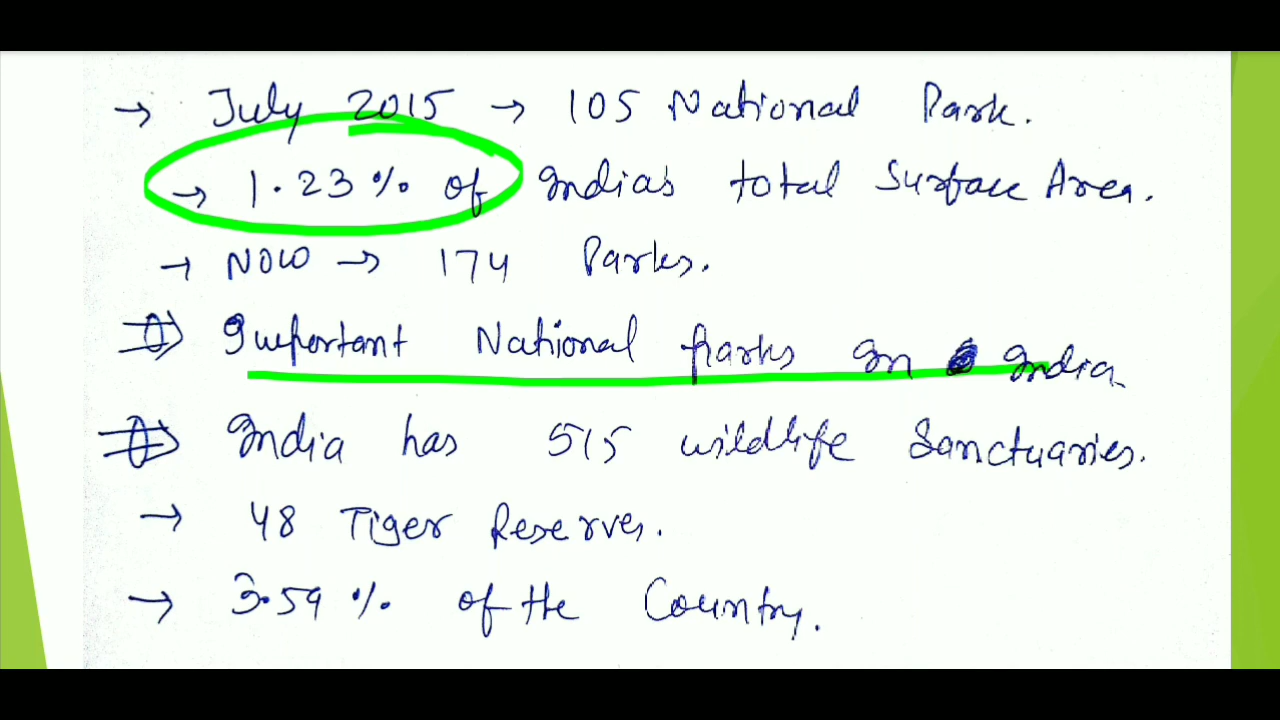 → July 2015 → 105 National Park.
→ 1.23% of India's total Surface Area.
→ NOW → 174 Parks.
Important National parks In India
India has 515 wildlife Sanctuaries.
→ 48 Tiger Reserves.
→ 3.59% of the Country.